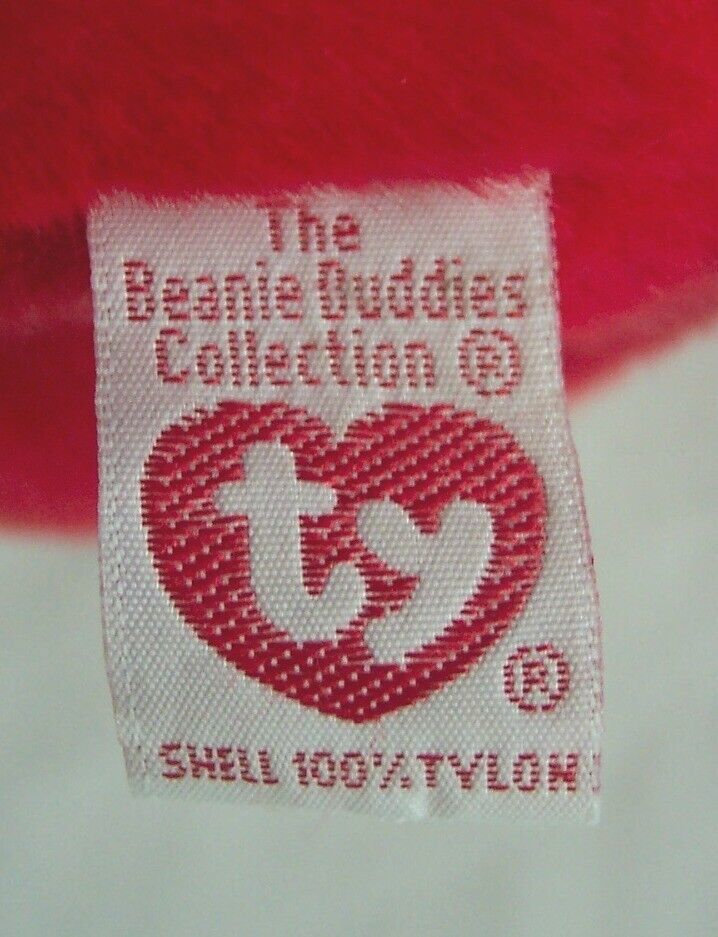 The
Beanie Buddies
Collection ®
ty
®
SHELL 100% TYLON